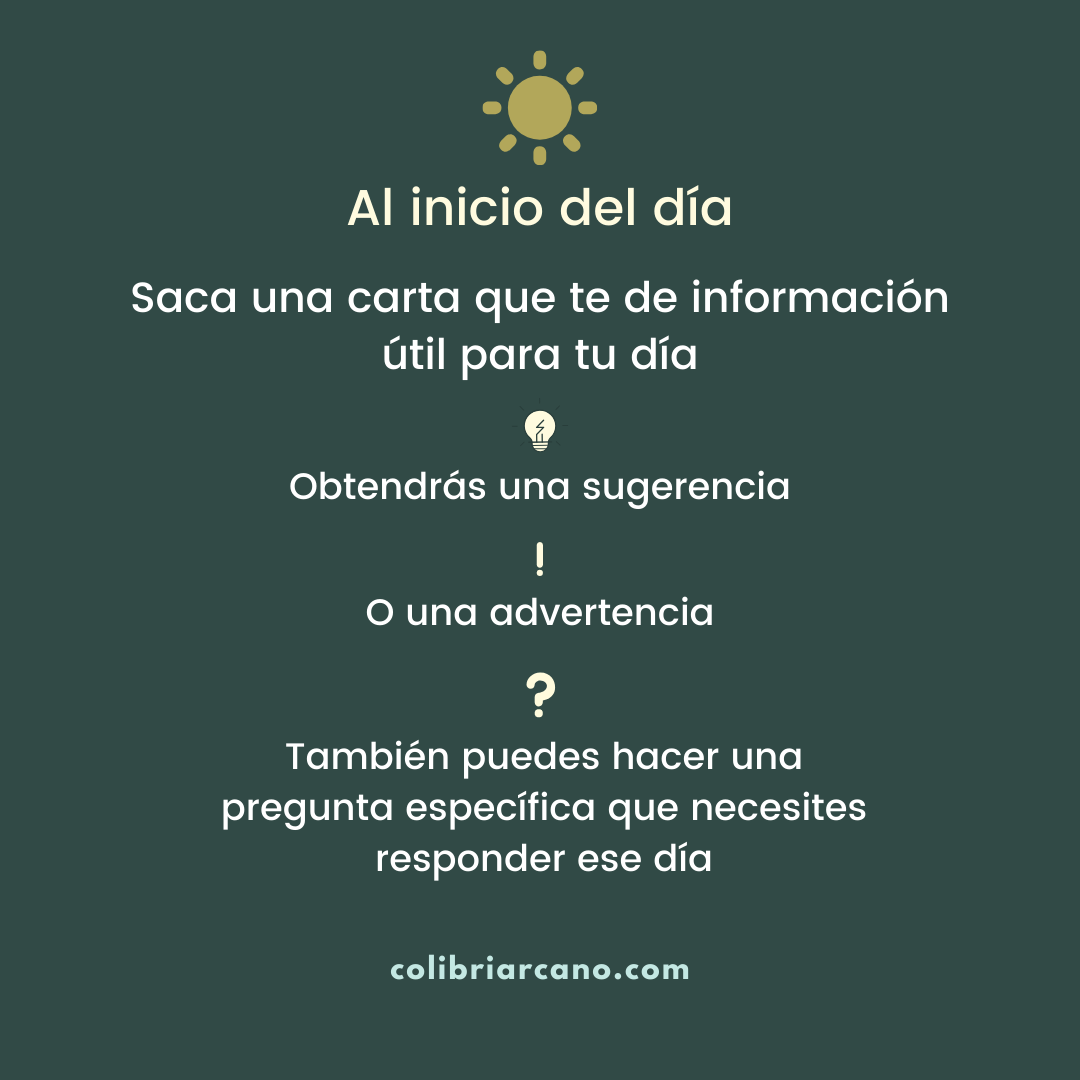 Al inicio del día
Saca una carta que te de información
útil para tu día
Obtendrás una sugerencia
!
O una advertencia
?
También puedes hacer una
pregunta específica que necesites
responder ese día
colibriarcano.com